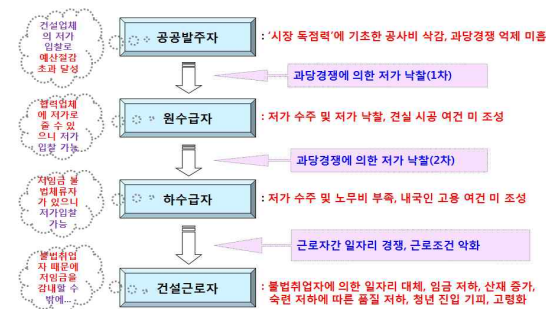 건설업체
의 저가
입찰로
예산절감
초과 달성
공공발주자
: '시장 독점력'에 기초한 공사비 삭감, 과당경쟁 억제 미흡
과당경쟁에 의한 저가 낙찰(1차)
협력업체
에 저가로
줄 수 있
으니 저가
입찰 가능
원수급자
: 저가 수주 및 저가 낙찰, 견실 시공 여건 미 조성
과당경쟁에 의한 저가 낙찰(2차)
저임금 불
법체류자
가 있으니
저가입찰
가능
하수급자
: 저가 수주 및 노무비 부족, 내국인 고용 여건 미 조성
근로자간 일자리 경쟁, 근로조건 악화
불법취업
자 때문에
저임금을
감내할 수
밖에...
건설근로자
: 불법취업자에 의한 일자리 대체, 임금 저하, 산재 증가,
숙련 저하에 따른 품질 저하, 청년 진입 기피, 고령화